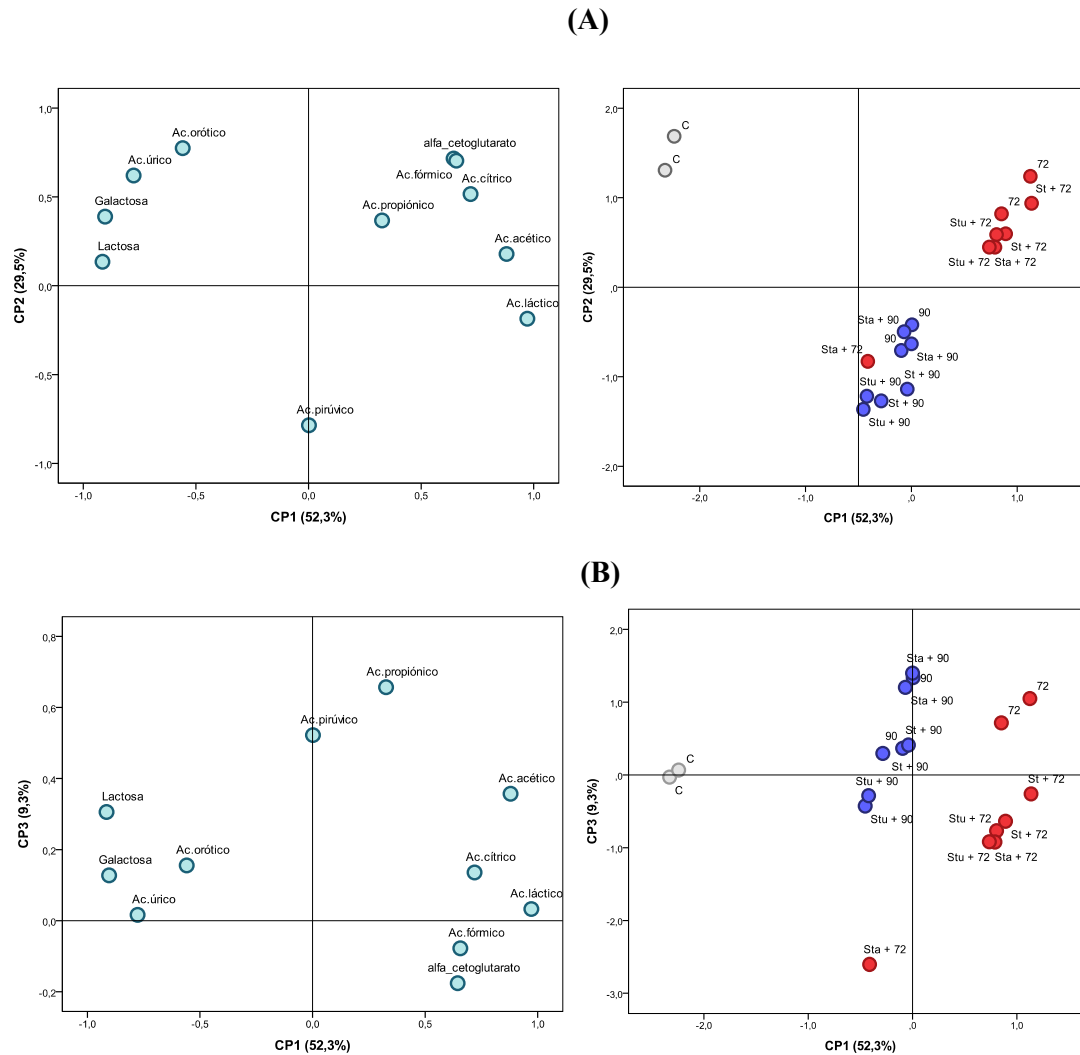 (A)
1,0
0,5
0,0
-0,5
-1,0
CP2 (29,5%)
Ac.orótico
Ac.úrico
Galactosa
Lactosa
alfa_cetoglutarato
Ac.fórmico
Ac.cítrico
Ac.propiónico
Ac.acético
Ac.láctico
Ac.pirúvico
-1,0
-0,5
0,0
0,5
1,0
CP1 (52,3%)
2,0
1,0
,0
-1,0
-2,0
CP2 (29,5%)
C
C
72
St + 72
72
Stu + 72
St + 72
Stu + 72
Sta + 72
90
Sta + 90
90
Sta + 90
Sta + 72
St + 90
Stu + 90
St + 90
Stu + 90
-2,0
-1,0
,0
1,0
CP1 (52,3%)
(B)
0,8
0,6
0,4
0,2
0,0
-0,2
CP3 (9,3%)
Ac.propiónico
Ac.pirúvico
Ac.acético
Lactosa
Ac.cítrico
Galactosa
Ac.orótico
Ac.úrico
Ac.láctico
Ac.fórmico
alfa_cetoglutarato
-1,0
-0,5
0,0
0,5
1,0
CP1 (52,3%)
2,0
1,0
,0
-1,0
-2,0
-3,0
CP3 (9,3%)
Sta + 90
90
Sta + 90
72
72
St + 90
90
St + 90
C
C
Stu + 90
Stu + 90
St + 72
Stu + 72
St + 72
Stu + 72
Sta + 72
Sta + 72
-2,0
-1,0
,0
1,0
CP1 (52,3%)